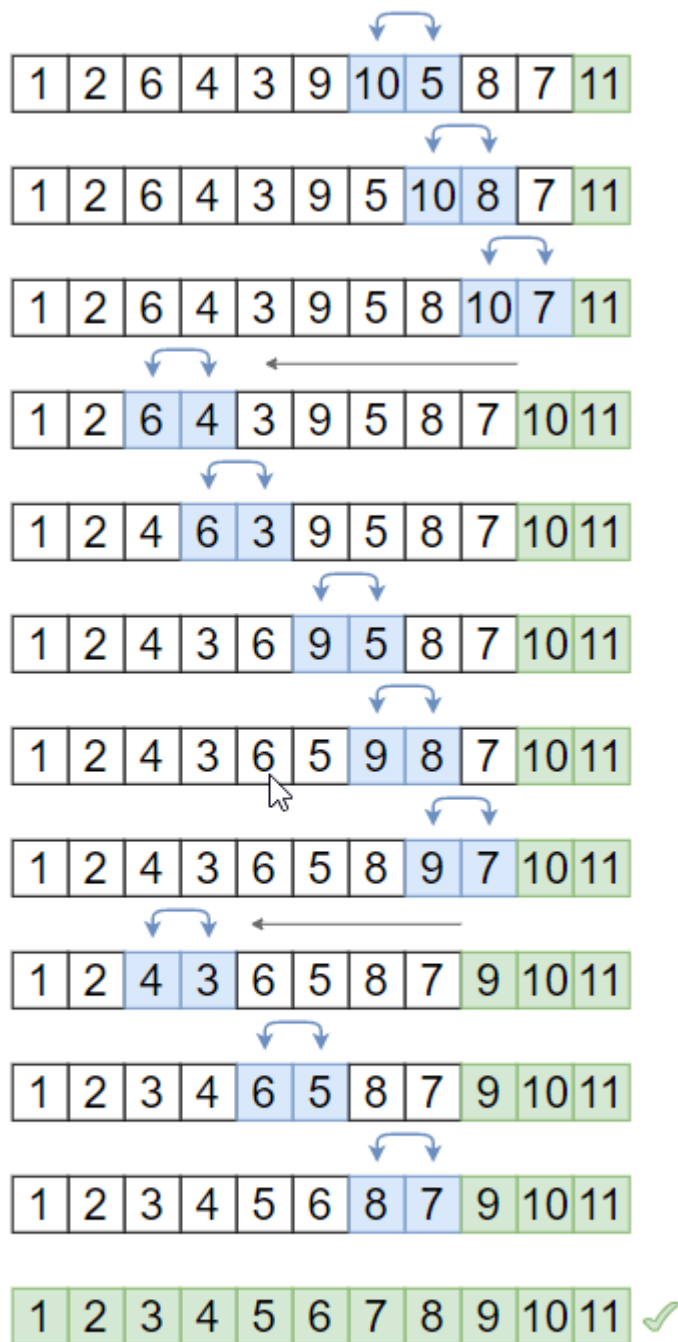 1 2 6 4 3 9 10 5 8 7 11
1 2 6 4 3 9 5 10 8 7 11
1 2 6 4 3 9 5 8 10 7 11
1 2 6 4 3 9 5 8 7 10 11
1 2 4 6 3 9 5 8 7 10 11
1 2 4 3 6 9 5 8 7 10 11
1 2 4 3 6 5 9 8 7 10 11
1 2 4 3 6 5 8 9 7 10 11
1 2 4 3 6 5 8 7 9 10 11
1 2 3 4 6 5 8 7 9 10 11
1 2 3 4 5 6 8 7 9 10 11
1 2 3 4 5 6 7 8 9 10 11